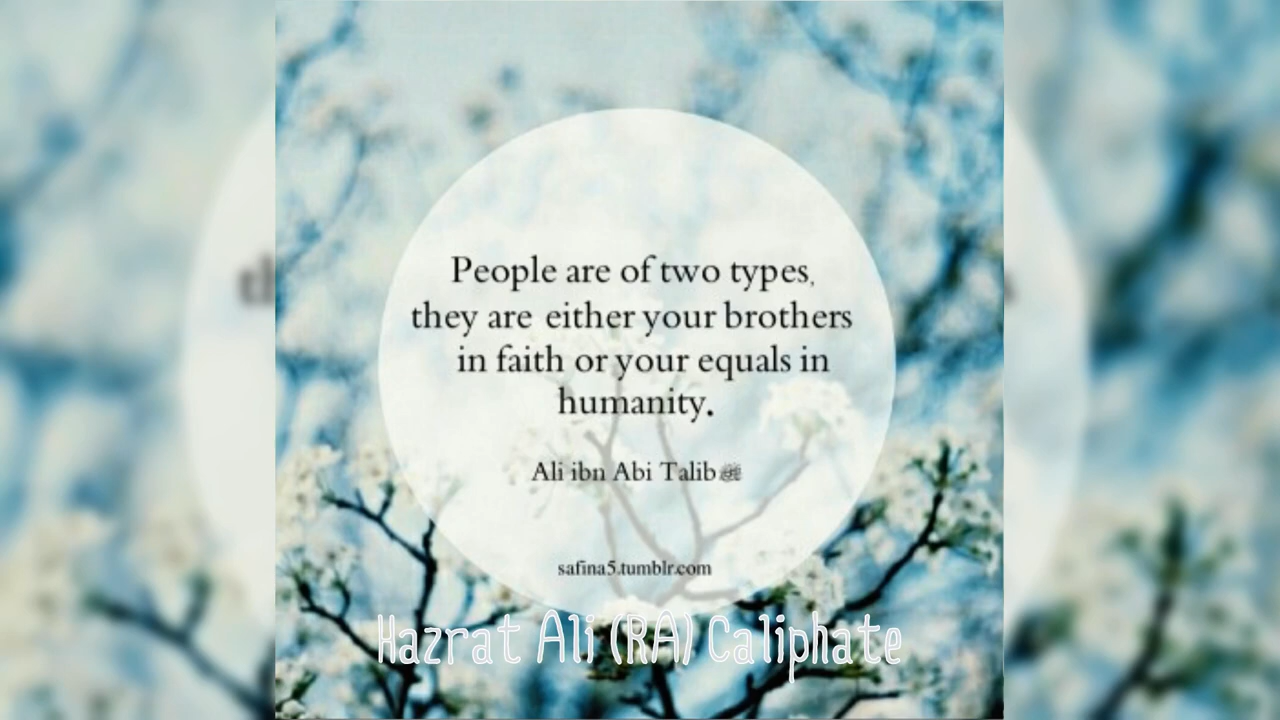 People are of two types,
they are either your brothers
in faith or your equals in
humanity.
Ali ibn Abi Talib
safina5.tumblr.com
Hazrat Ali (RA) Caliphate